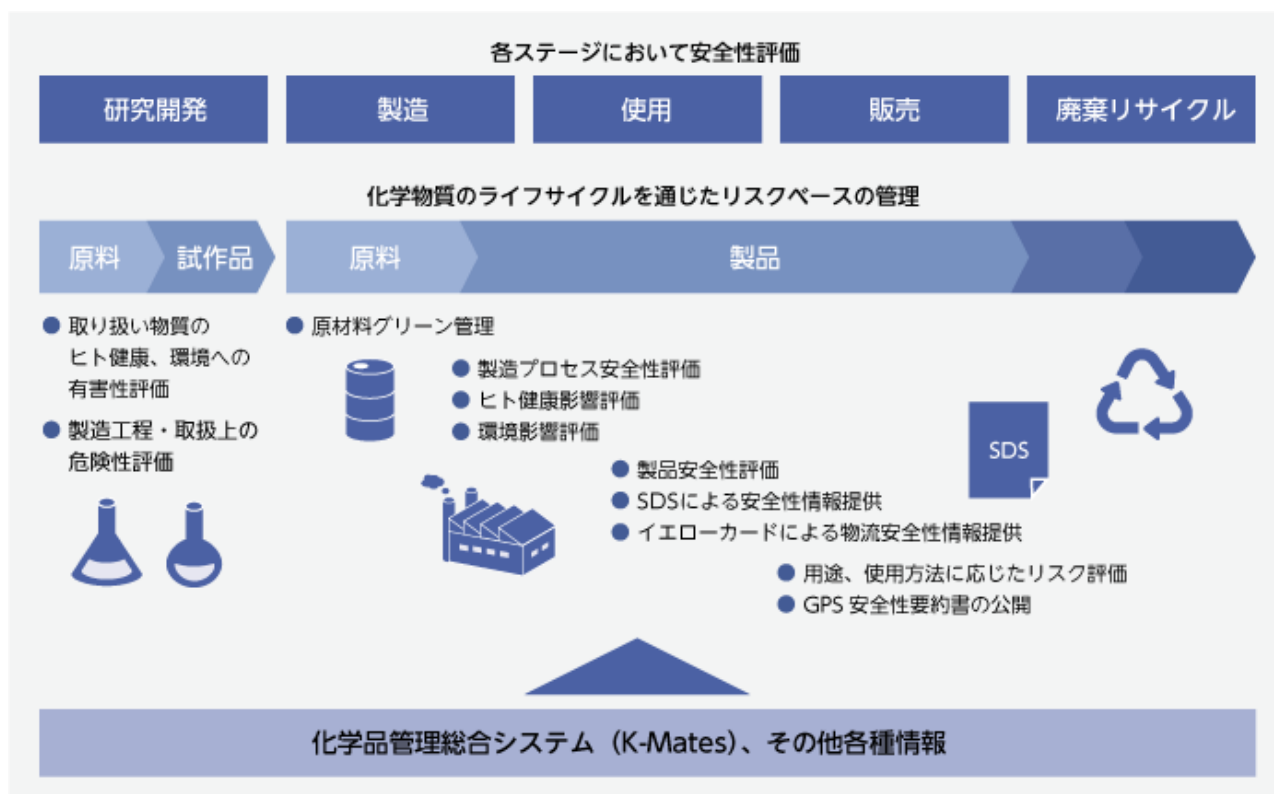 各ステージにおいて安全性評価
研究開発
製造
使用
販売
廃棄リサイクル
化学物質のライフサイクルを通じたリスクベースの管理
原料
試作品
原料
製品
● 取り扱い物質の
ヒト健康、環境への
有害性評価
● 製造工程・取扱上の
危険性評価
● 原材料グリーン管理
● 製造プロセス安全性評価
● ヒト健康影響評価
● 環境影響評価
● 製品安全性評価
● SDSによる安全性情報提供
● イエローカードによる物流安全性情報提供
SDS
● 用途、使用方法に応じたリスク評価
● GPS 安全性要約書の公開
化学品管理総合システム（K-Mates）、その他各種情報